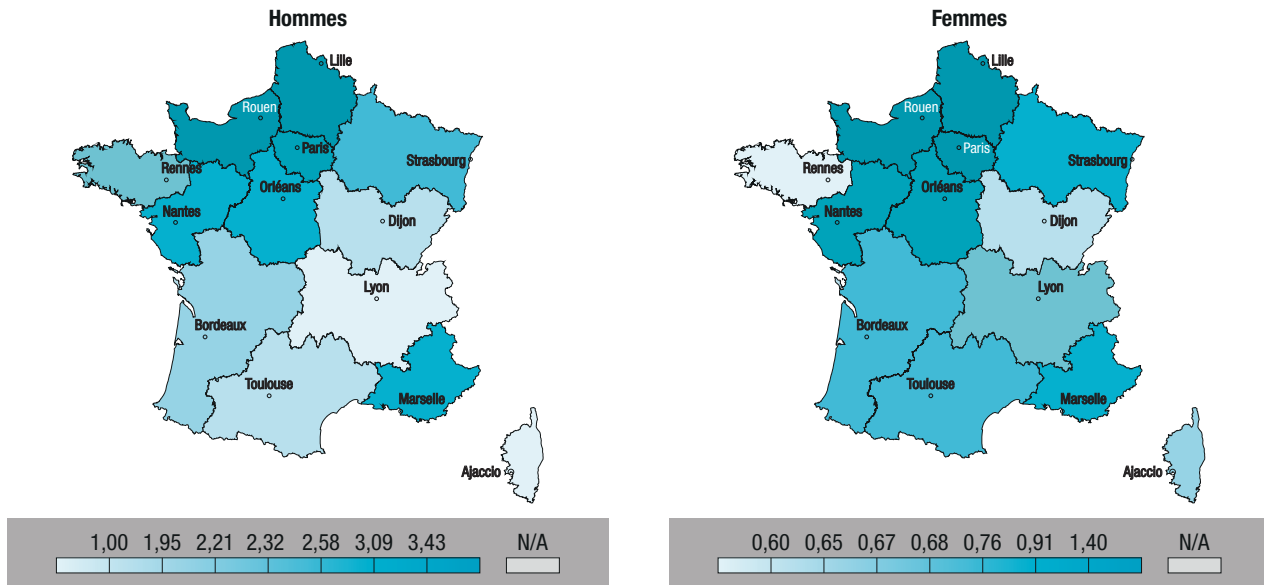 Hommes
Lille
Rouen
Paris
Strasbourg
Rennes
Orléans
Nantes
Dijon
Lyon
Bordeaux
Toulouse
Marselle
Ajaccio
1,00 1,95 2,21 2,32 2,58 3,09 3,43 N/A
Femmes
Lille
Rouen
Paris
Strasbourg
Rennes
Orléans
Nantes
Dijon
Lyon
Bordeaux
Toulouse
Marselle
Ajaccio
0,60 0,65 0,67 0,68 0,76 0,91 1,40 N/A